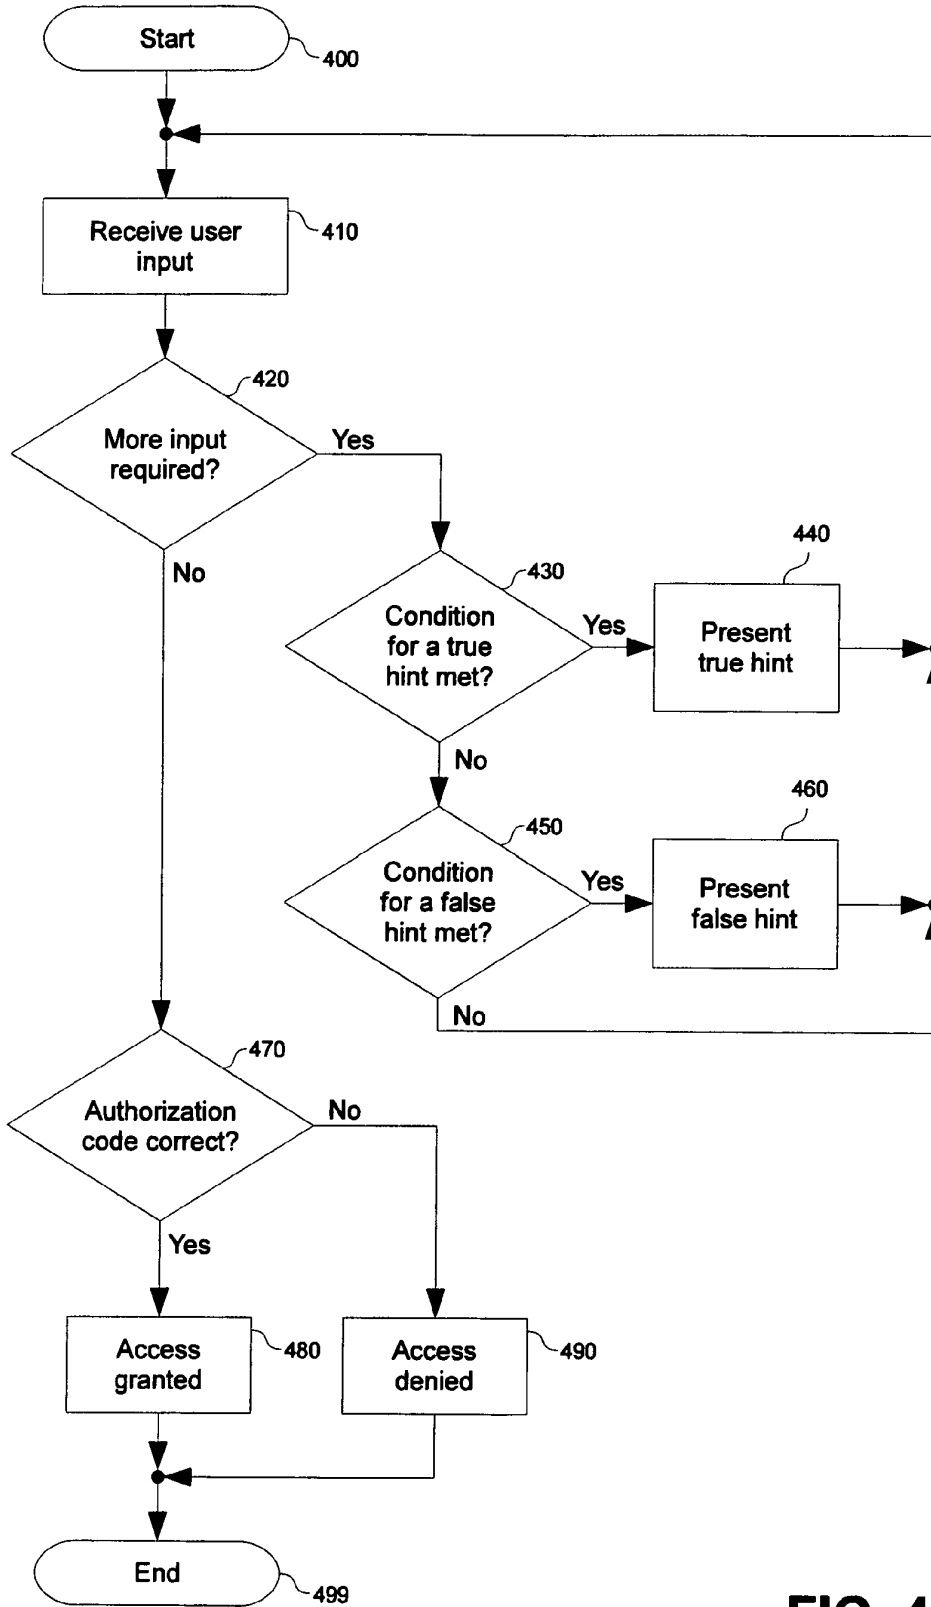 Start
400
Receive user
input
410
420
More input
required?
Yes
No
430
Condition
for a true
hint met?
Yes
440
Present
true hint
No
450
Condition
for a false
hint met?
Yes
460
Present
false hint
No
470
Authorization
code correct?
No
Yes
Access
granted
480
Access
denied
490
End
499
FIG. 4